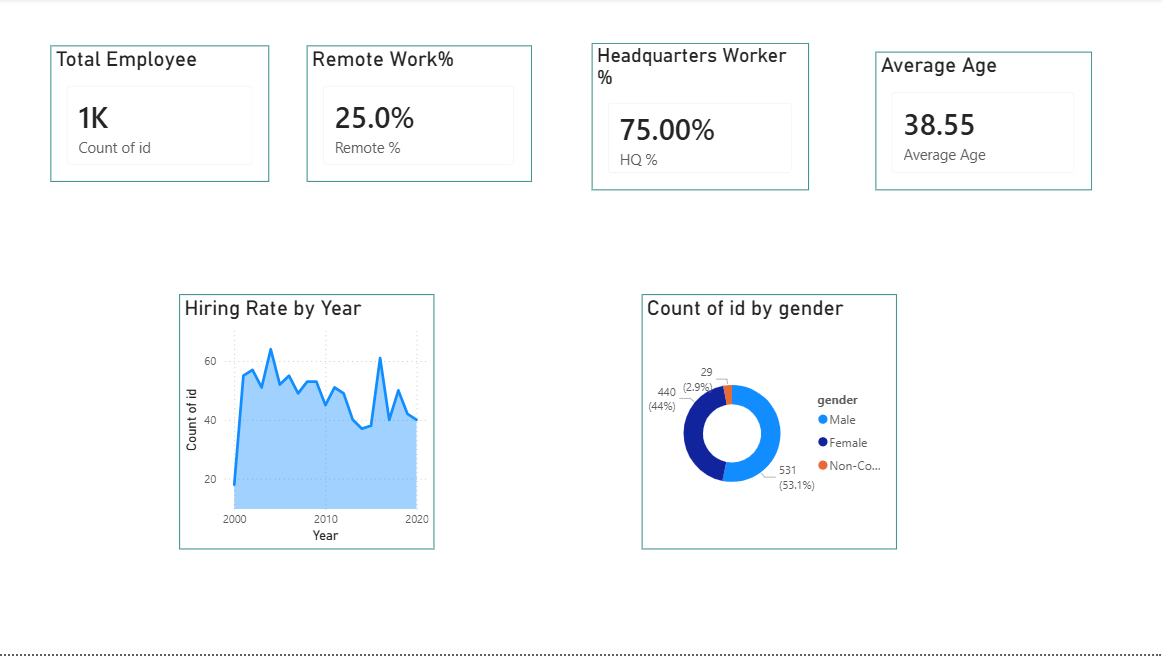 Total Employee
1K
Count of id
Remote Work%
25.0%
Remote %
Headquarters Worker
%
75.00%
HQ %
Average Age
38.55
Average Age
Hiring Rate by Year
60
40
20
Count of id
2000
2010
2020
Year
Count of id by gender
29
(2.9%)
440
(44%)
531
(53.1%)
gender
Male
Female
Non-Co...